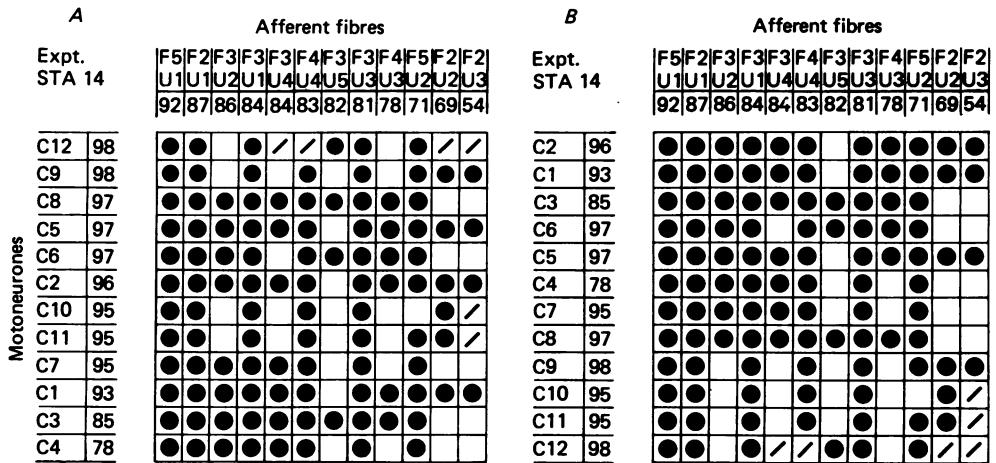 A
Afferent fibres
Expt. F5 F2 F3 F3 F3 F4 F3 F3 F4 F5 F2 F2
STA 14 U1 U1 U2 U1 U4 U4 U5 U3 U3 U2 U2 U3
92 87 86 84 84 83 82 81 78 71 69 54
Motoneurones
C12 98
C9 98
C8 97
C5 97
C6 97
C2 96
C10 95
C11 95
C7 95
C1 93
C3 85
C4 78
B
Afferent fibres
Expt. F5 F2 F3 F3 F3 F4 F3 F3 F4 F5 F2 F2
STA 14 U1 U1 U2 U1 U4 U4 U5 U3 U3 U2 U2 U3
92 87 86 84 84 83 82 81 78 71 69 54
C2 96
C1 93
C3 85
C6 97
C5 97
C4 78
C7 95
C8 97
C9 98
C10 95
C11 95
C12 98